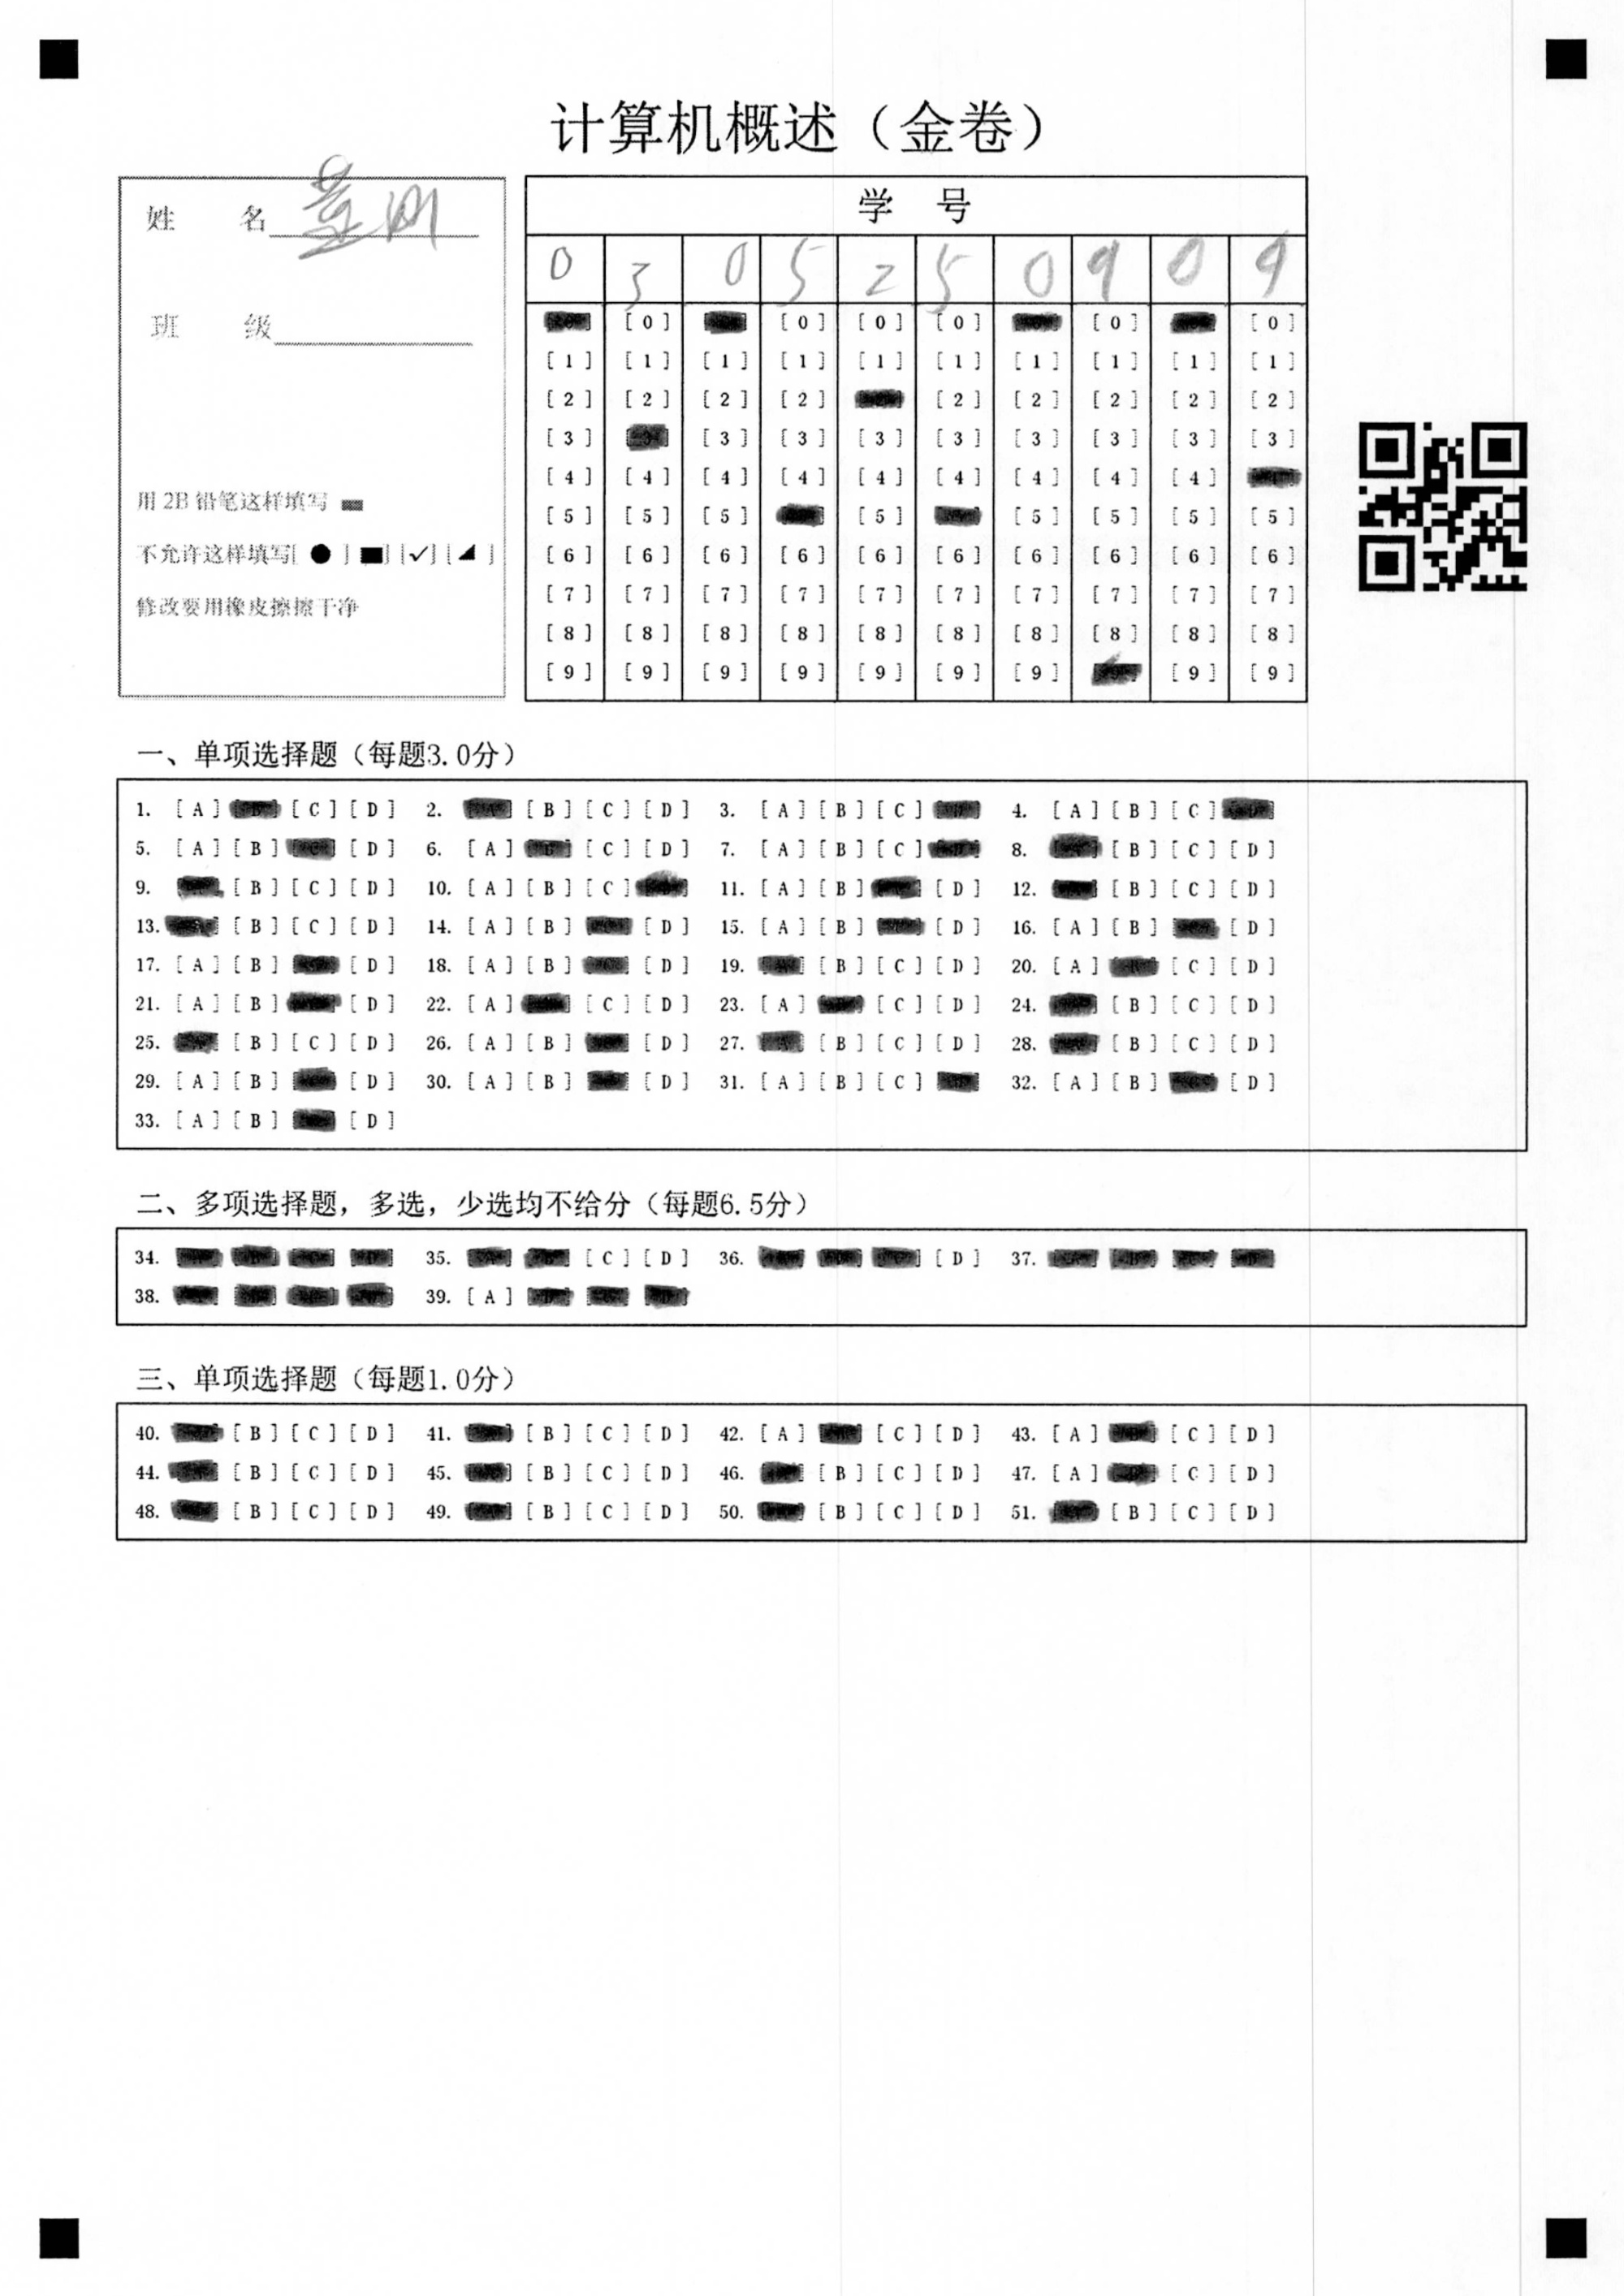 计算机概述（金卷）
姓 名
班 级
用 2B 铅笔这样填写
不允许这样填写[ ● ] [■] [✓] [◢ ]
修改要用橡皮擦擦干净
学 号
0 3 0 5 2 5 0 9 0
[0] [0] [0] [0] [0] [0]
[1] [1] [1] [1] [1] [1] [1] [1] [1] [1]
[2] [2] [2] [2] [2] [2] [2] [2] [2]
[3] [3] [3] [3] [3] [3] [3] [3] [3]
[4] [4] [4] [4] [4] [4] [4] [4] [4]
[5] [5] [5] [5] [5] [5] [5] [5]
[6] [6] [6] [6] [6] [6] [6] [6] [6] [6]
[7] [7] [7] [7] [7] [7] [7] [7] [7] [7]
[8] [8] [8] [8] [8] [8] [8] [8] [8] [8]
[9] [9] [9] [9] [9] [9] [9] [9] [9]
一、单项选择题（每题3.0分）
1. [A] [C] [D] 2. [B] [C] [D] 3. [A] [B] [C] 4. [A] [B] [C]
5. [A] [B] [D] 6. [A] [C] [D] 7. [A] [B] [C] 8. [B] [C] [D]
9. [B] [C] [D] 10. [A] [B] [C] 11. [A] [B] [D] 12. [B] [C] [D]
13. [B] [C] [D] 14. [A] [B] [D] 15. [A] [B] [D] 16. [A] [B] [D]
17. [A] [B] [D] 18. [A] [B] [D] 19. [B] [C] [D] 20. [A] [C] [D]
21. [A] [B] [D] 22. [A] [C] [D] 23. [A] [C] [D] 24. [B] [C] [D]
25. [B] [C] [D] 26. [A] [B] [D] 27. [B] [C] [D] 28. [B] [C] [D]
29. [A] [B] [D] 30. [A] [B] [D] 31. [A] [B] [C] 32. [A] [B] [D]
33. [A] [B] [D]
二、多项选择题，多选，少选均不给分（每题6.5分）
34. 35. [C] [D] 36. [D] 37.
38. 39. [A]
三、单项选择题（每题1.0分）
40. [B] [C] [D] 41. [B] [C] [D] 42. [A] [C] [D] 43. [A] [C] [D]
44. [B] [C] [D] 45. [B] [C] [D] 46. [B] [C] [D] 47. [A] [C] [D]
48. [B] [C] [D] 49. [B] [C] [D] 50. [B] [C] [D] 51. [B] [C] [D]